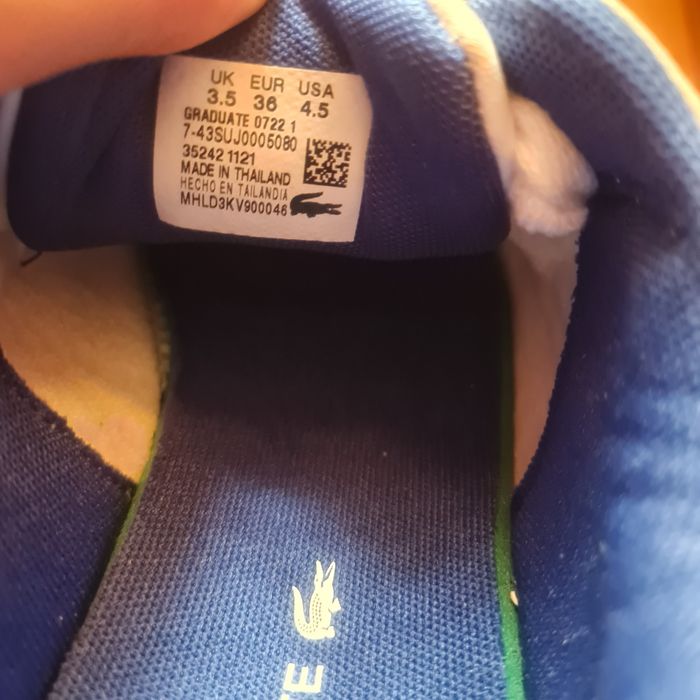 UK EUR USA
3.5 36 4.5
GRADUATE 0722 1
7-43SUJ0005080
35242 1121
MADE IN THAILAND
HECHO EN TAILANDIA
MHLD3KV900046
TE